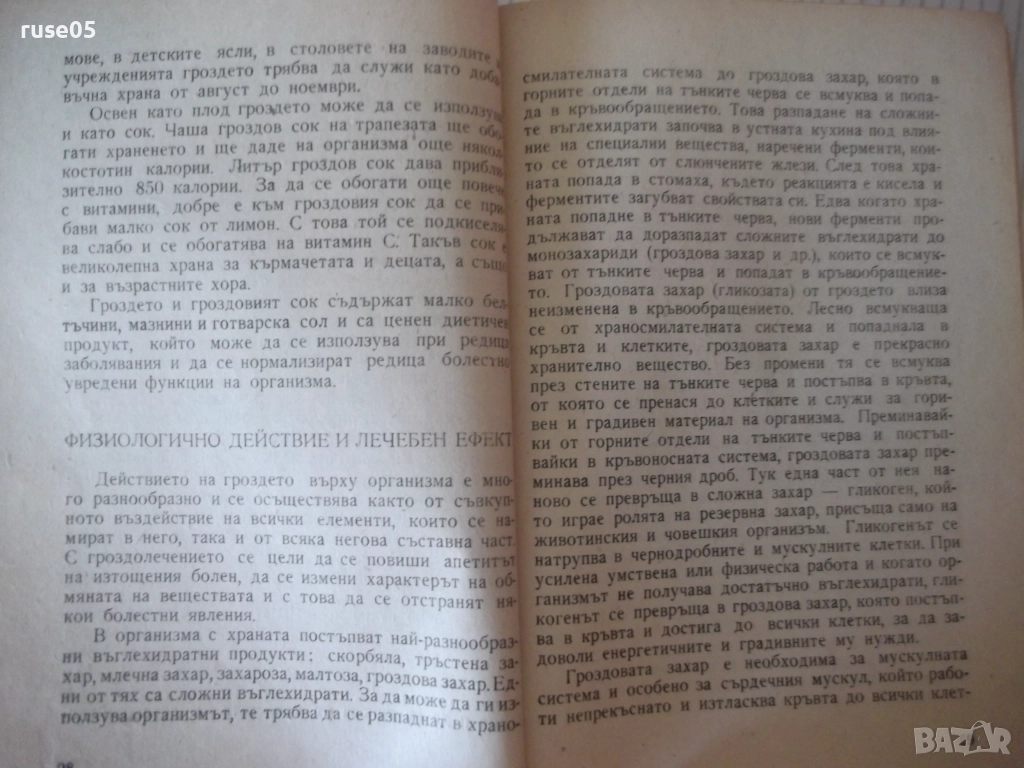 ruse05
мове, в детските ясли, в столовете на заводите и
учрежденията гроздето трябва да служи като доба-
въчна храна от август до ноември.
Освен като плод гроздето може да се използува
и като сок. Чаша гроздов сок на трапезата ще обо-
гати храненето и ще даде на организма още някол-
костотин калории. Литър гроздов сок дава прибли-
зително 850 калории. За да се обогати още повече
с витамини, добре е към гроздовия сок да се при-
бави малко сок от лимон. С това той се подкиселя-
ва слабо и се обогатява на витамин С. Такъв сок е
великолепна храна за кърмачетата и децата, а също
и за възрастните хора.
Гроздето и гроздовият сок съдържат малко бел-
тъчини, мазнини и готварска сол и са ценен диетичен
продукт, който може да се използува при редица
заболявания и да се нормализират редица болестно
увредени функции на организма.
ФИЗИОЛОГИЧНО ДЕЙСТВИЕ И ЛЕЧЕБЕН ЕФЕКТ
Действието на гроздето върху организма е мно-
го разнообразно и се осъществява както от съвкуп-
ното въздействие на всички елементи, които се на-
мират в него, така и от всяка негова съставна част.
С гроздолечението се цели да се повиши апетитът
на изтощения болен, да се измени характерът на об-
мяната на веществата и с това да се отстранят ня-
кои болестни явления.
В организма с храната постъпват най-разнообраз-
ни въглехидратни продукти: скорбяла, тръстена за-
хар, млечна захар, захароза, малтоза, гроздова захар. Ед-
ни от тях са сложни въглехидрати. За да може да ги из-
ползува организмът, те трябва да се разпаднат в храно-
смилателната система до гроздова захар, която в
горните отдели на тънките черва се всмуква и попа-
да в кръвообращението. Това разпадане на сложни-
те въглехидрати започва в устната кухина под влия-
ние на специални вещества, наречени ферменти, кои-
то се отделят от слюнчените жлези. След това хра-
ната попада в стомаха, където реакцията е кисела и
ферментите загубват свойствата си. Едва когато хра-
ната попадне в тънките черва, нови ферменти про-
дължават да доразпадат сложните въглехидрати до
монозахариди (гроздова захар и др.), които се всму-
кват от тънките черва и попадат в кръвообращение-
то. Гроздовата захар (гликозата) от гроздето влиза
неизменена в кръвообращението. Лесно всмукваща
се от храносмилателната система и попаднала в
кръвта и клетките, гроздовата захар е прекрасно
хранително вещество. Без промени тя се всмуква
през стените на тънките черва и постъпва в кръвта,
от която се пренася до клетките и служи за гори-
вен и градивен материал на организма. Преминавай-
ки от горните отдели на тънките черва и постъп-
вайки в кръвоносната система, гроздовата захар пре-
минава през черния дроб. Тук една част от нея на-
ново се превръща в сложна захар — гликоген, кой-
то играе ролята на резервна захар, присъща само на
животинския и човешкия организъм. Гликогенът се
натрупва в чернодробните и мускулните клетки. При
усилена умствена или физическа работа и когато ор-
ганизмът не получава достатъчно въглехидрати, гли-
когенът се превръща в гроздова захар, която постъп-
ва в кръвта и достига до всички клетки, за да за-
доволи енергетичните и градивните му нужди.
Гроздовата захар е необходима за мускулната
система и особено за сърдечния мускул, който рабо-
ти непрекъснато и изтласква кръвта до всички клет-
BAZAR